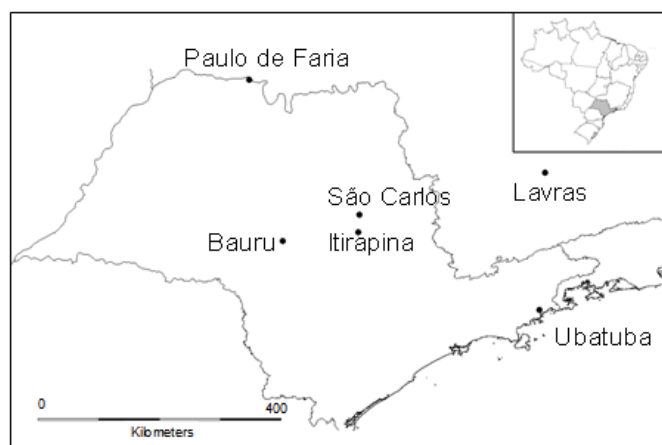 Paulo de Faria
São Carlos
Lavras
Bauru
Itirapina
Ubatuba
0
400
Kilometers